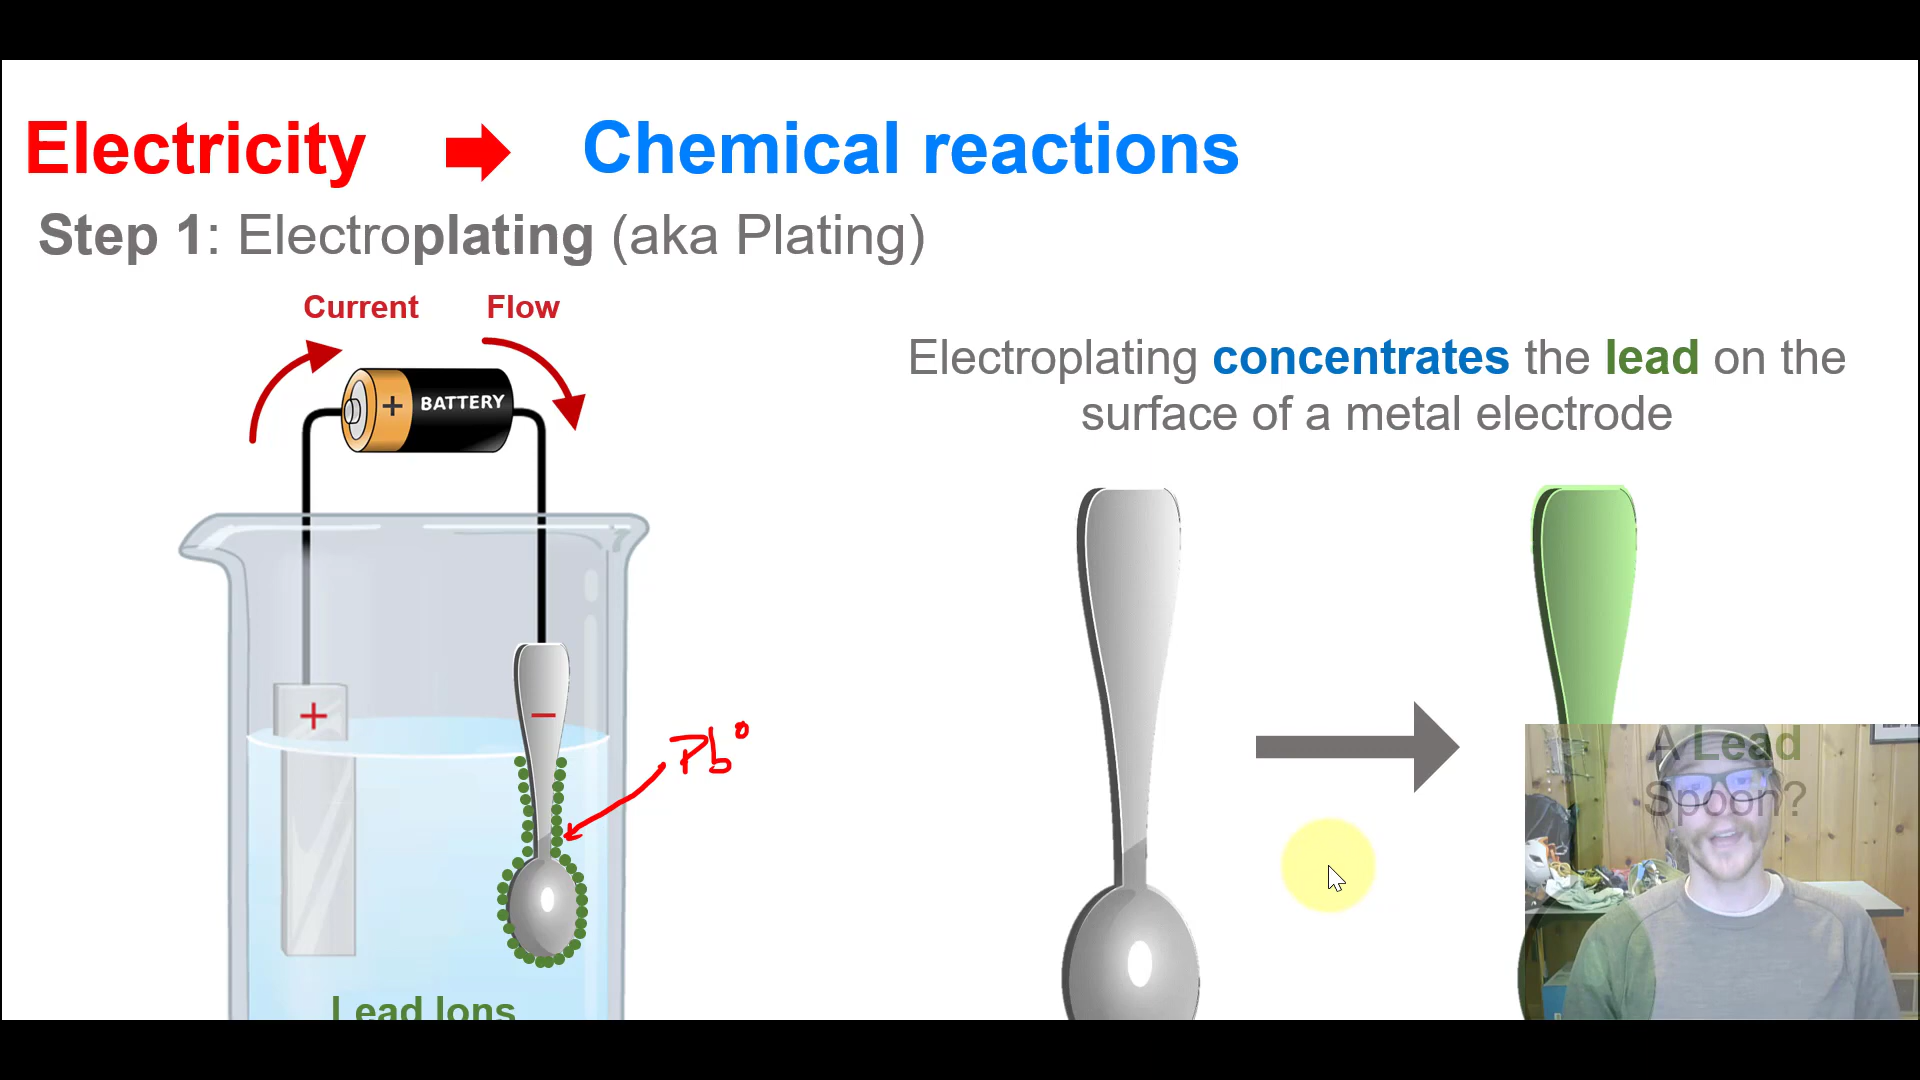 Electricity Chemical reactions
Step 1: Electroplating (aka Plating)
Current Flow
+ BATTERY
Electroplating concentrates the lead on the
surface of a metal electrode
+
−
Pb°
A Lead
Spoon?
Lead Ions